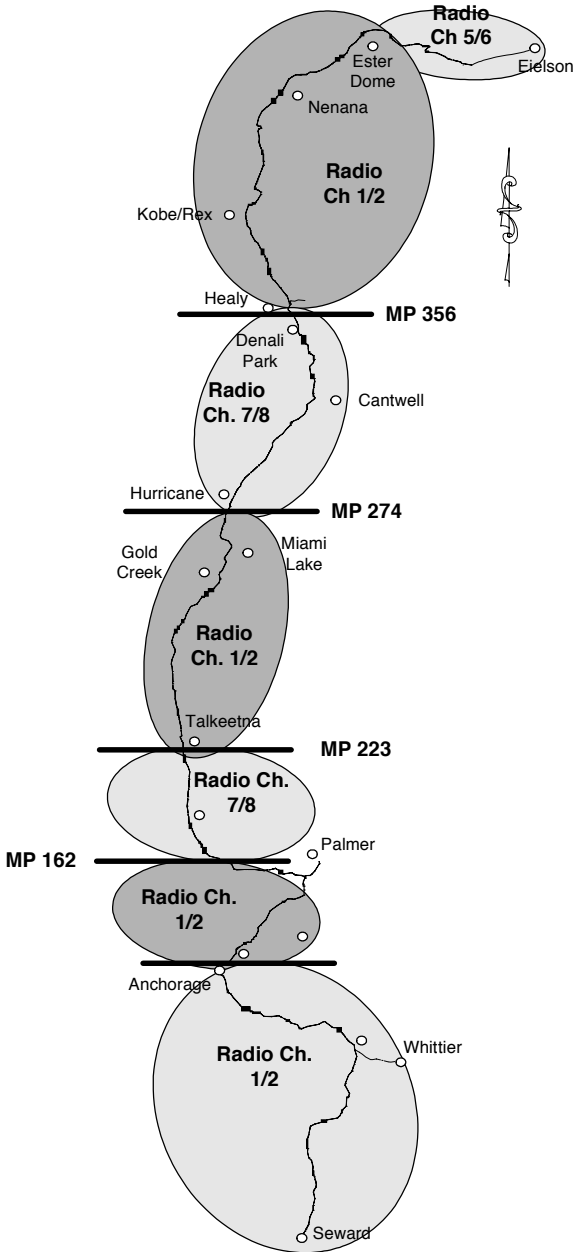 Radio
Ch 5/6
Ester
Dome
Eielson
Nenana
Radio
Ch 1/2
Kobe/Rex
Healy
MP 356
Denali
Park
Radio
Ch. 7/8
Cantwell
Hurricane
MP 274
Gold
Creek
Miami
Lake
Radio
Ch. 1/2
Talkeetna
MP 223
Radio Ch.
7/8
MP 162
Palmer
Radio Ch.
1/2
Anchorage
Radio Ch.
1/2
Whittier
Seward